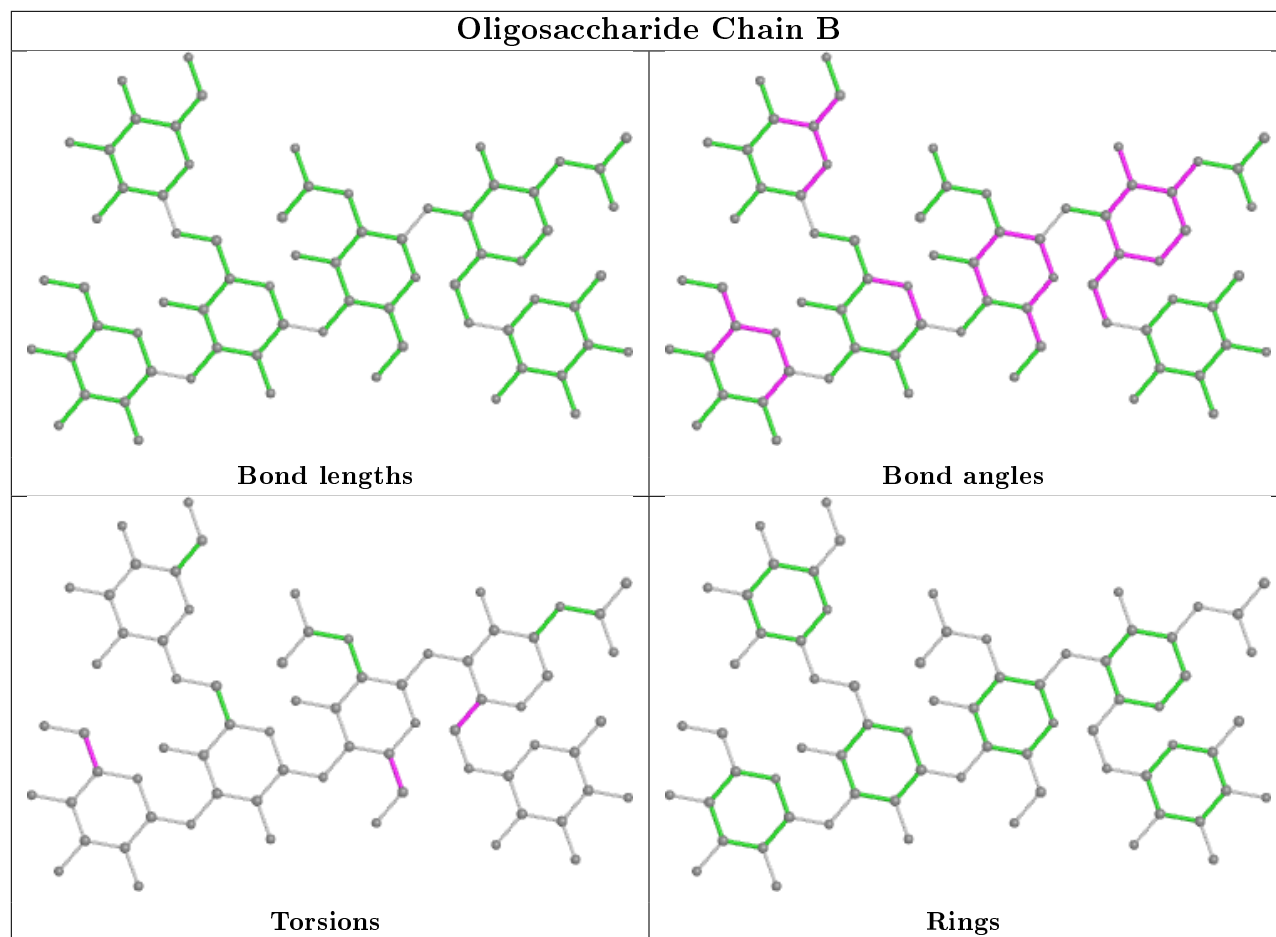 Oligosaccharide Chain B
Bond lengths
Bond angles
Torsions
Rings